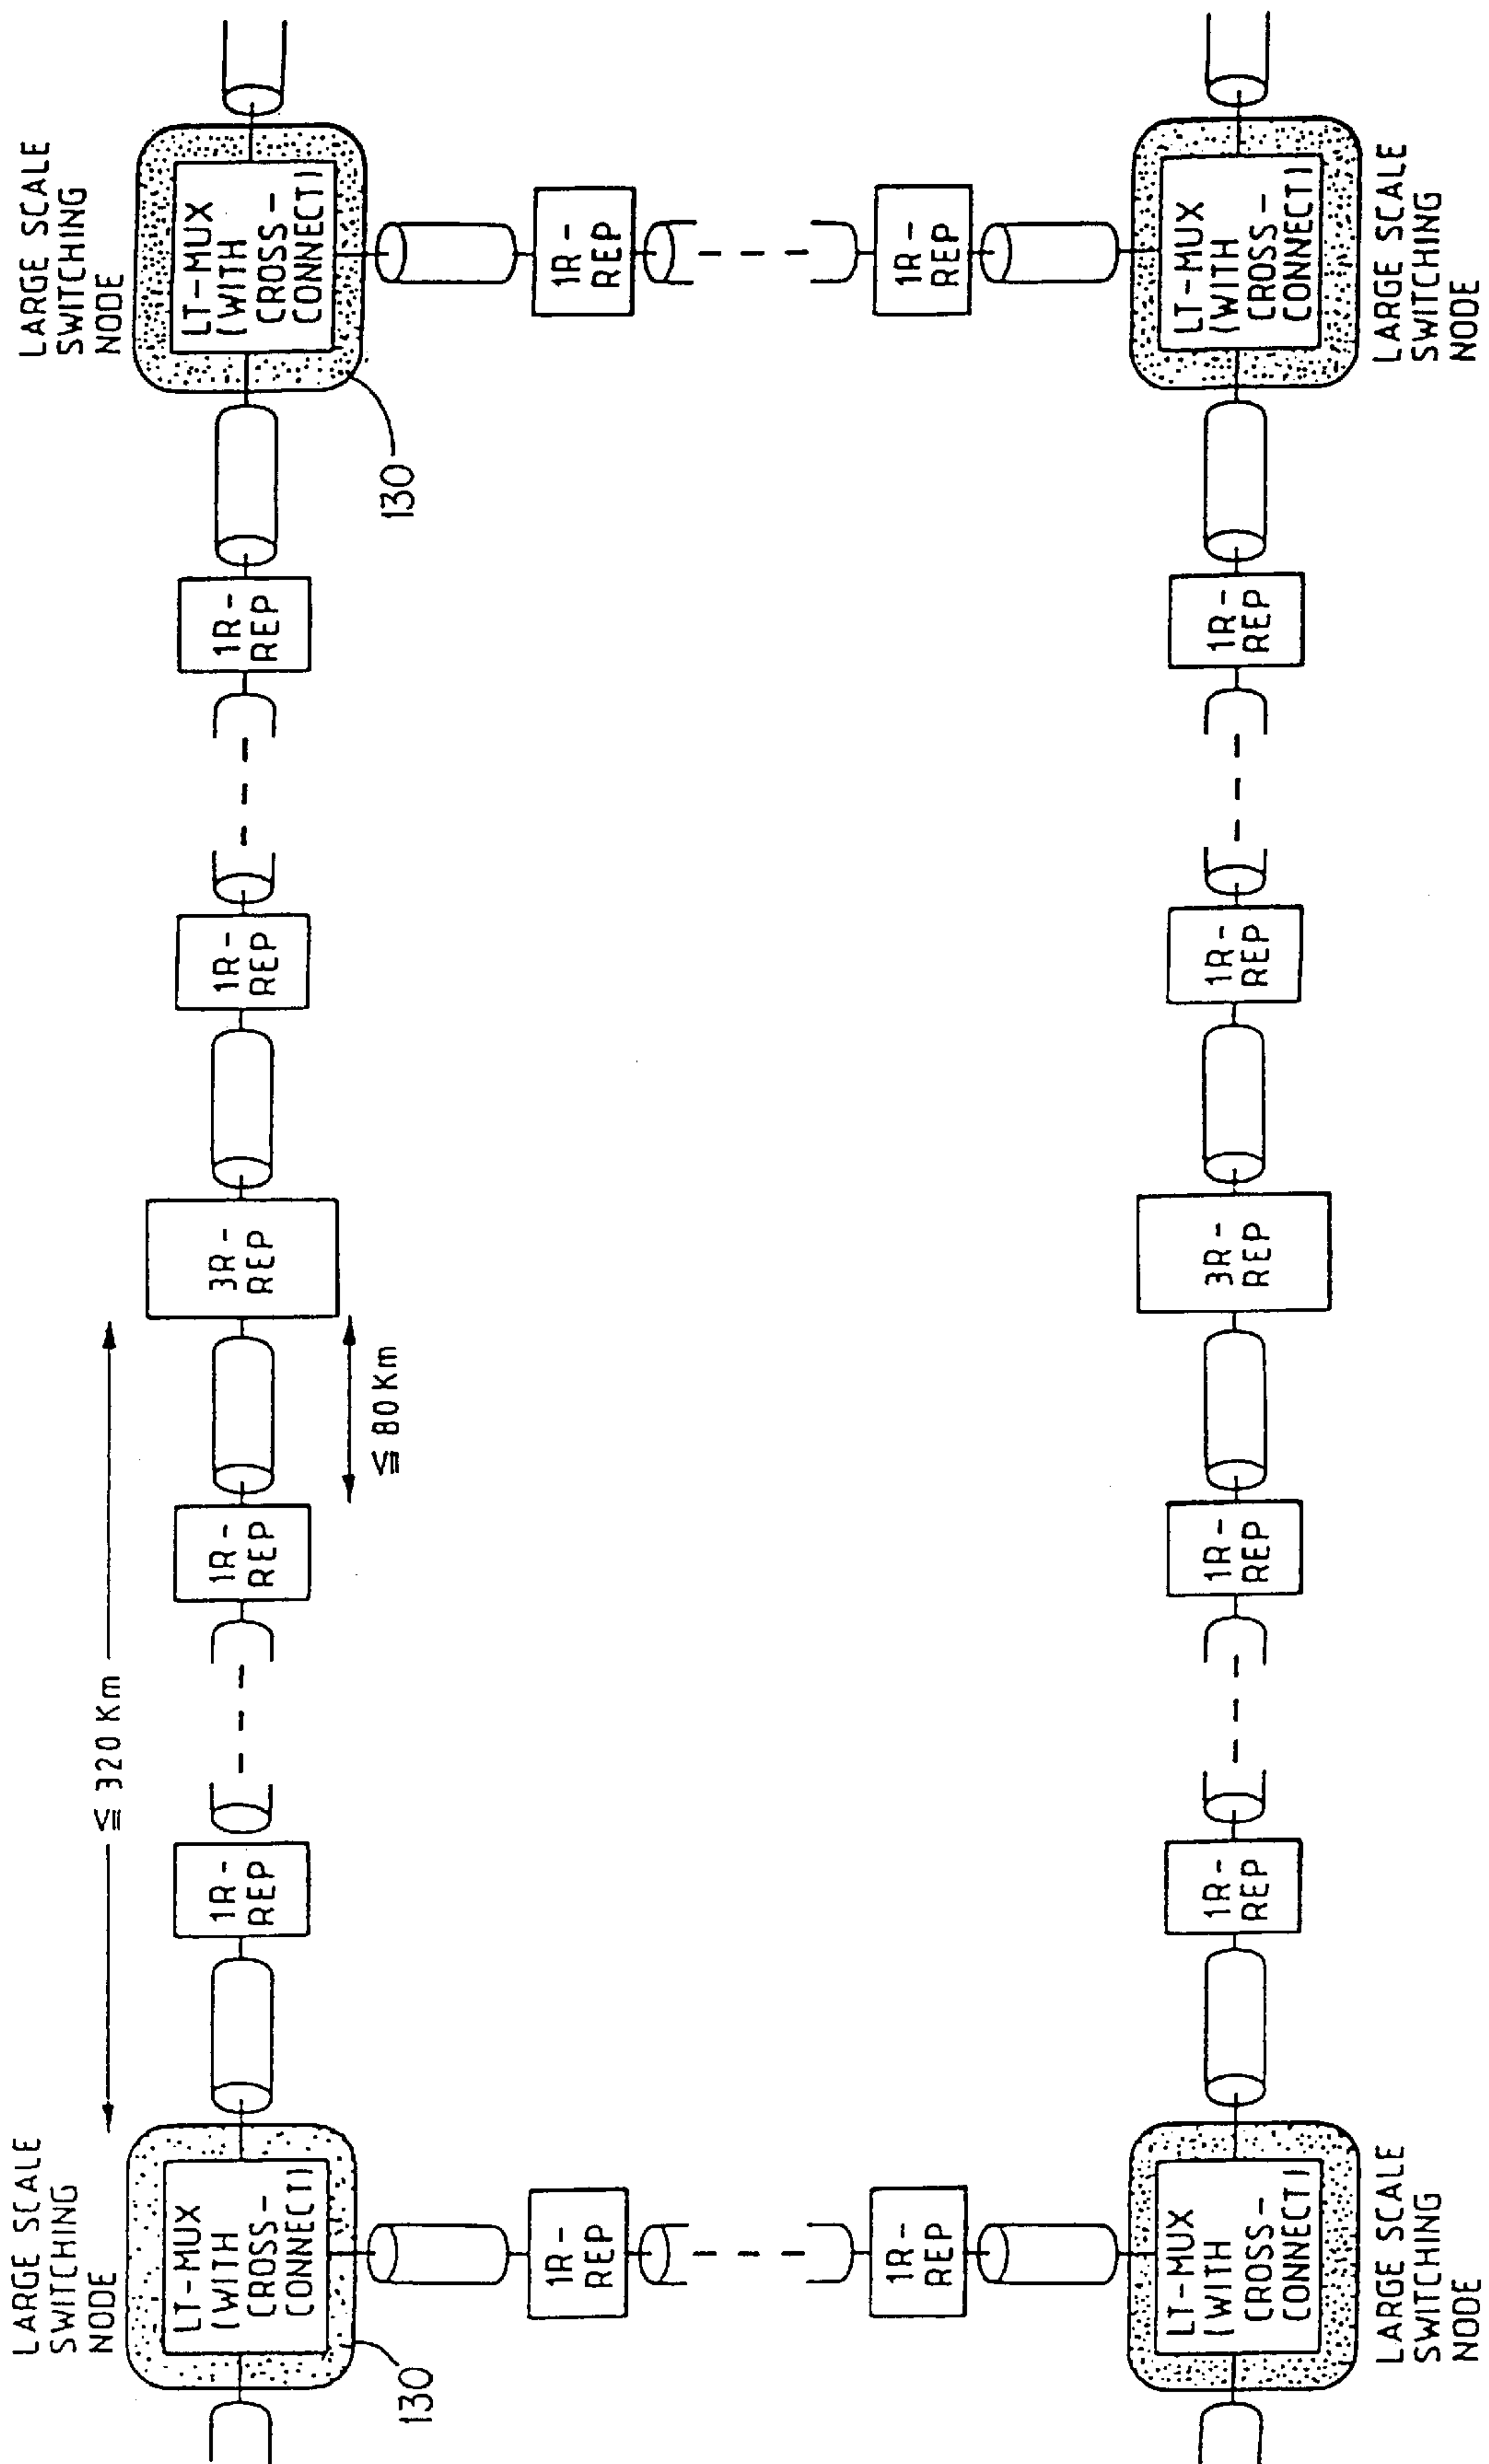 LARGE SCALE
SWITCHING
NODE
≦ 320 Km
LARGE SCALE
SWITCHING
NODE
LT-MUX
(WITH
CROSS-
CONNECT)
1R-
REP
1R-
REP
3R-
REP
1R-
REP
1R-
REP
LT-MUX
(WITH
CROSS-
CONNECT)
130
≦ 80 Km
130
1R-
REP
1R-
REP
1R-
REP
1R-
REP
LT-MUX
(WITH
CROSS-
CONNECT)
1R-
REP
1R-
REP
3R-
REP
1R-
REP
1R-
REP
LT-MUX
(WITH
CROSS-
CONNECT)
LARGE SCALE
SWITCHING
NODE
LARGE SCALE
SWITCHING
NODE